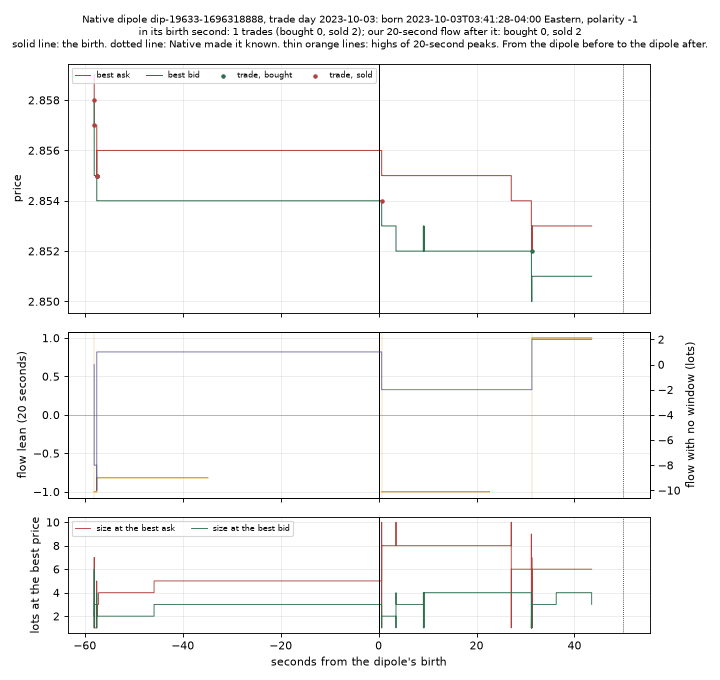 Native dipole dip-19633-1696318888, trade day 2023-10-03: born 2023-10-03T03:41:28-04:00 Eastern, polarity -1
in its birth second: 1 trades (bought 0, sold 2); our 20-second flow after it: bought 0, sold 2
solid line: the birth. dotted line: Native made it known. thin orange lines: highs of 20-second peaks. From the dipole before to the dipole after.
best ask
best bid
trade, bought
trade, sold
2.858
2.856
2.854
2.852
2.850
price
1.0
0.5
0.0
−0.5
−1.0
flow lean (20 seconds)
2
0
−2
−4
−6
−8
−10
flow with no window (lots)
size at the best ask
size at the best bid
10
8
6
4
2
lots at the best price
−60
−40
−20
0
20
40
seconds from the dipole's birth